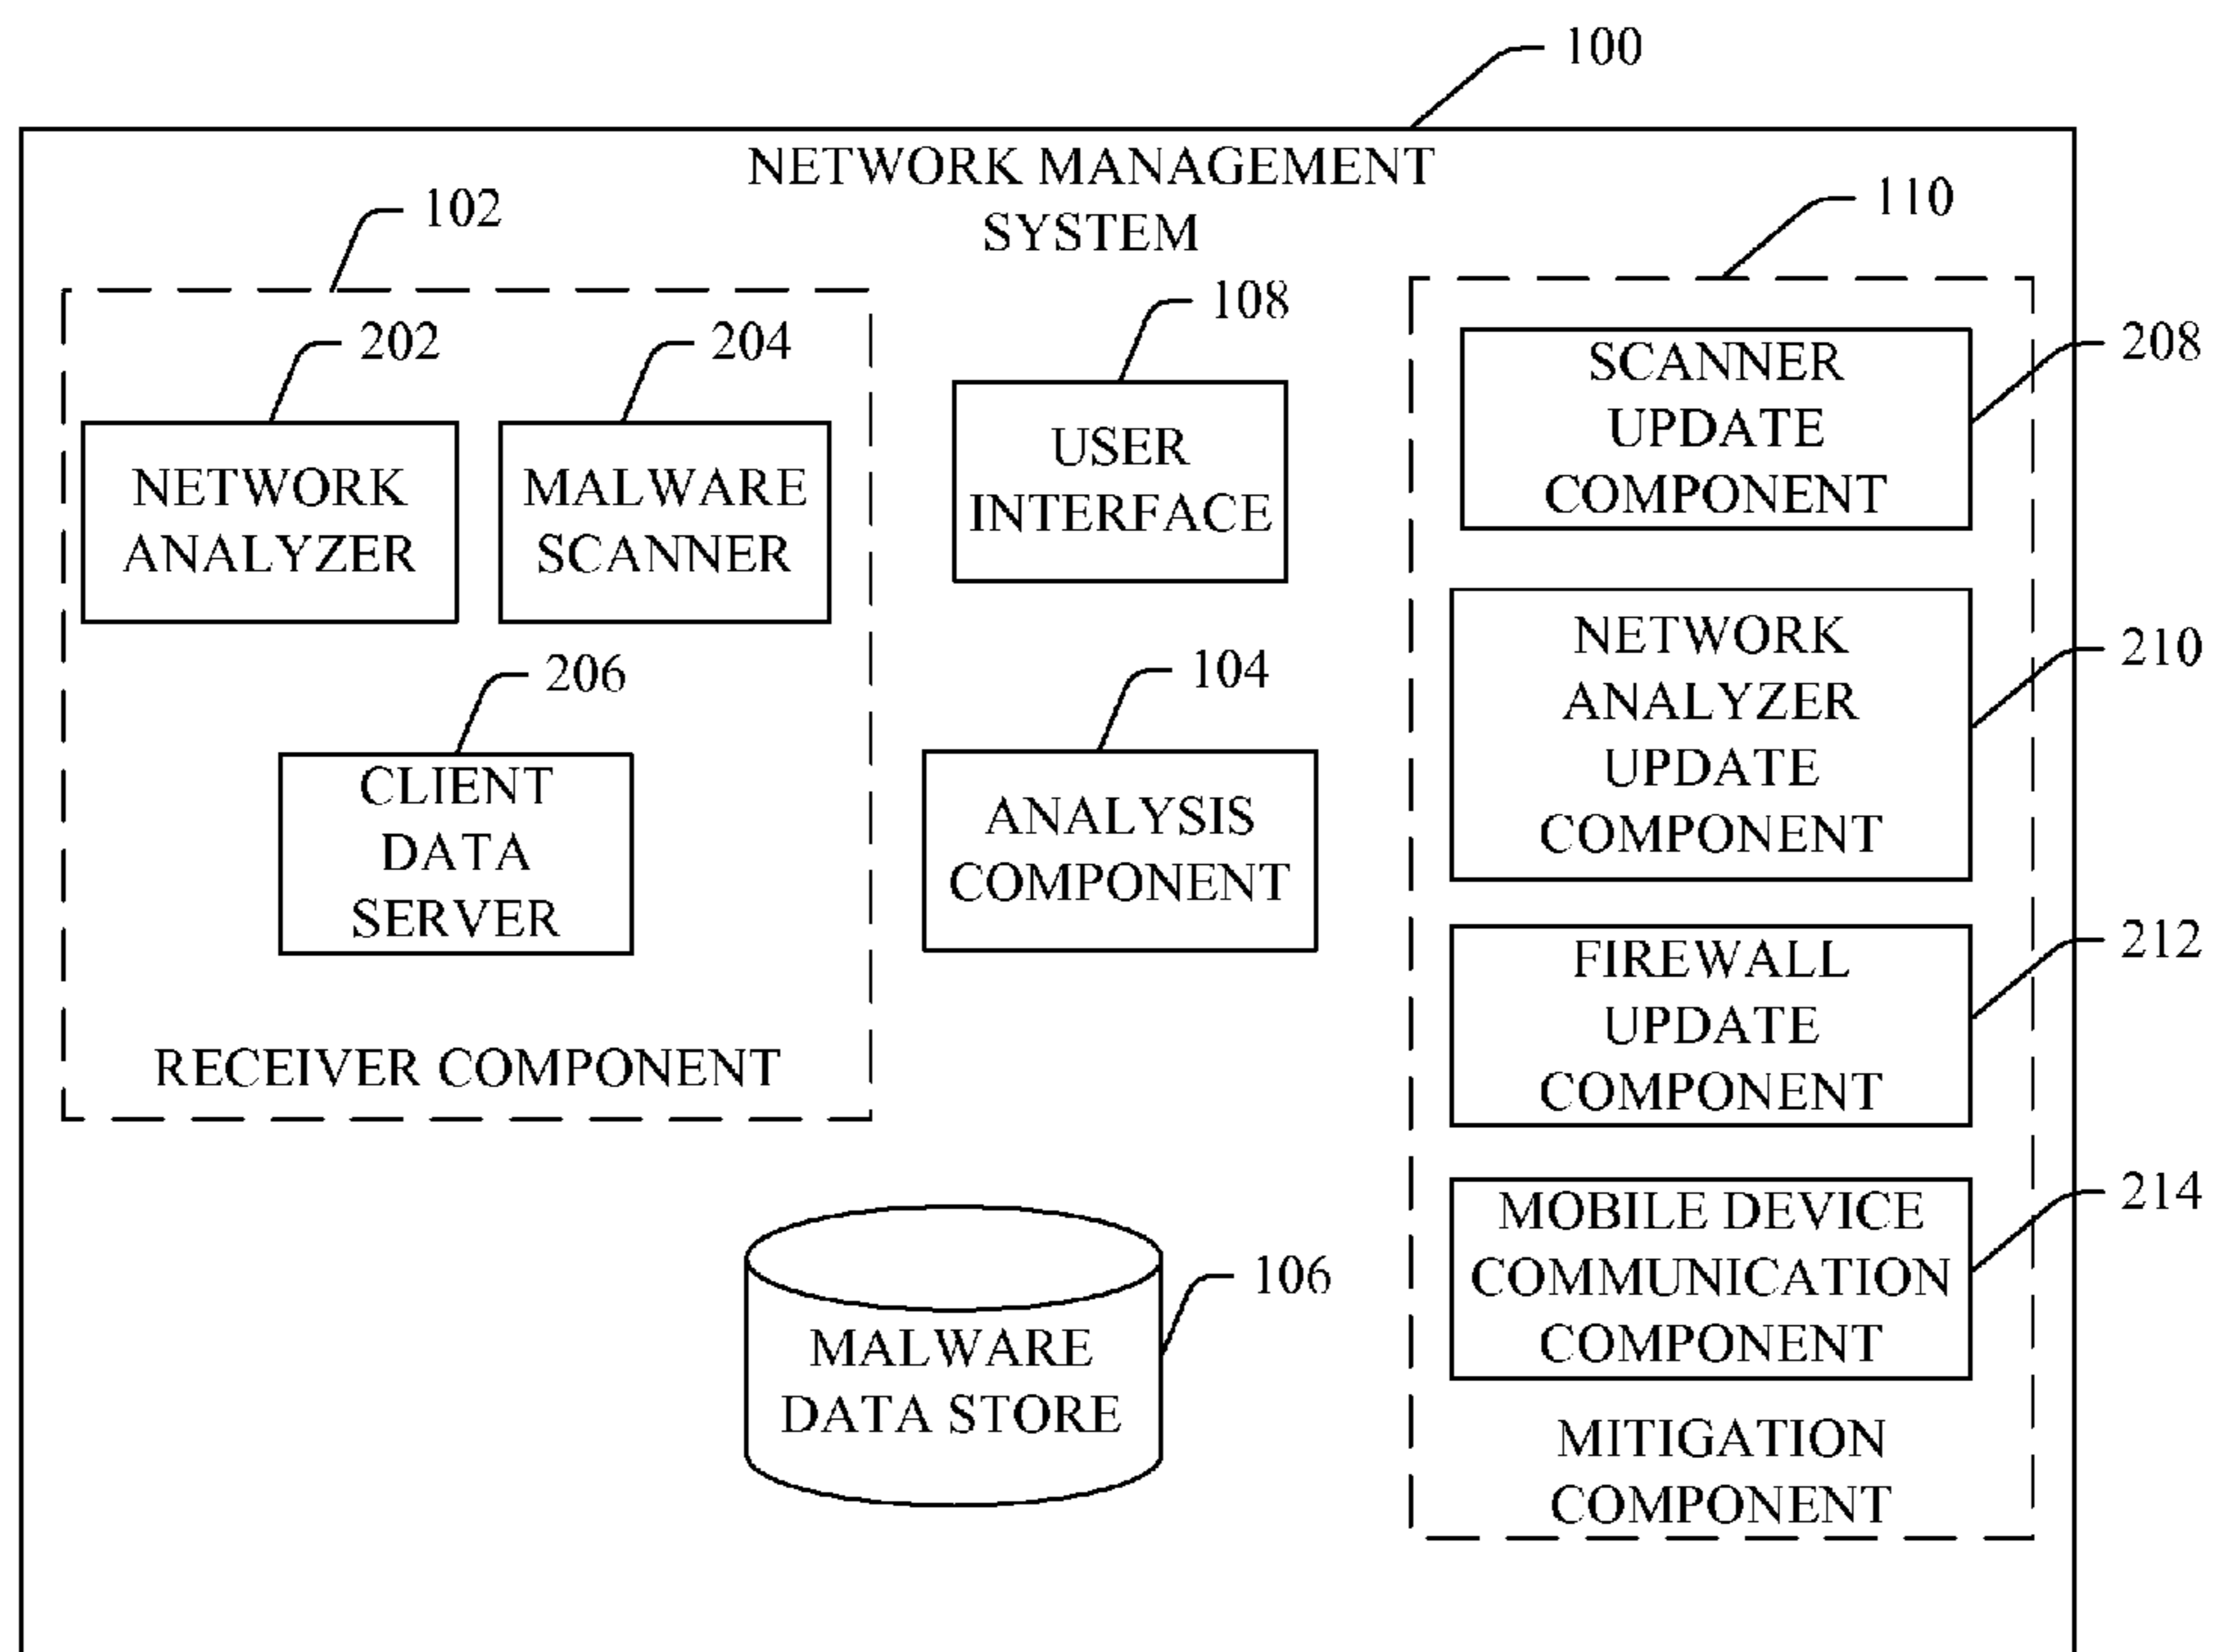 100
NETWORK MANAGEMENT
SYSTEM
102
202
204
NETWORK
ANALYZER
MALWARE
SCANNER
206
CLIENT
DATA
SERVER
RECEIVER COMPONENT
108
USER
INTERFACE
104
ANALYSIS
COMPONENT
106
MALWARE
DATA STORE
110
208
SCANNER
UPDATE
COMPONENT
210
NETWORK
ANALYZER
UPDATE
COMPONENT
212
FIREWALL
UPDATE
COMPONENT
214
MOBILE DEVICE
COMMUNICATION
COMPONENT
MITIGATION
COMPONENT